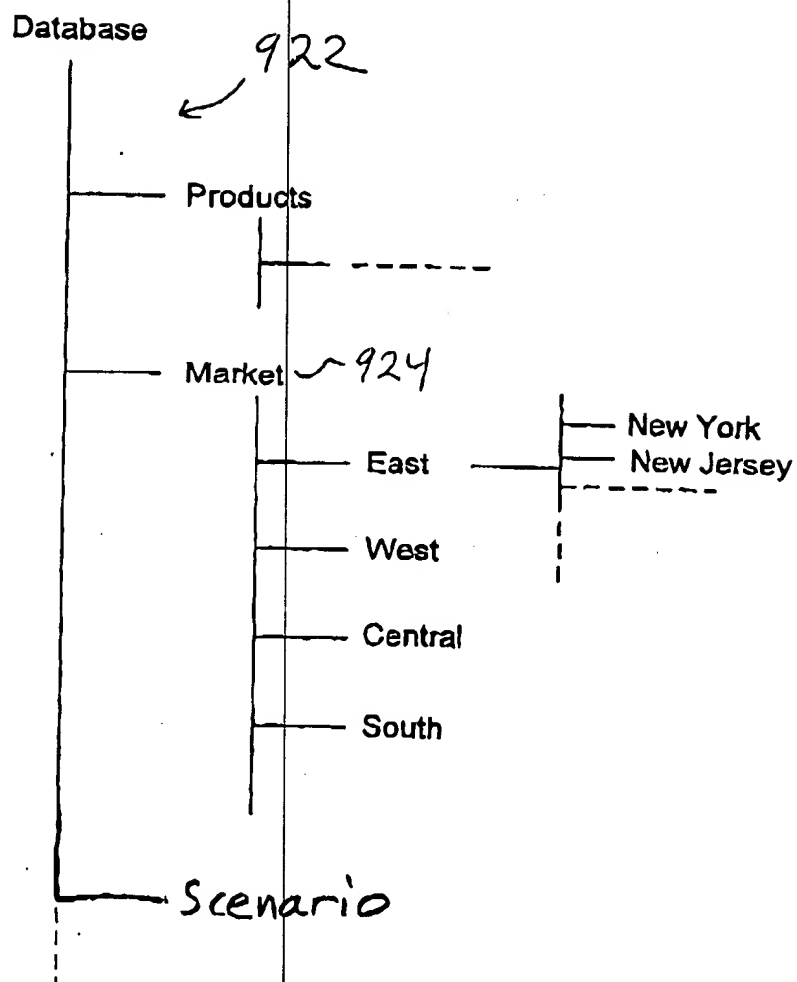 Database
922
Products
Market 924
New York
East
New Jersey
West
Central
South
Scenario